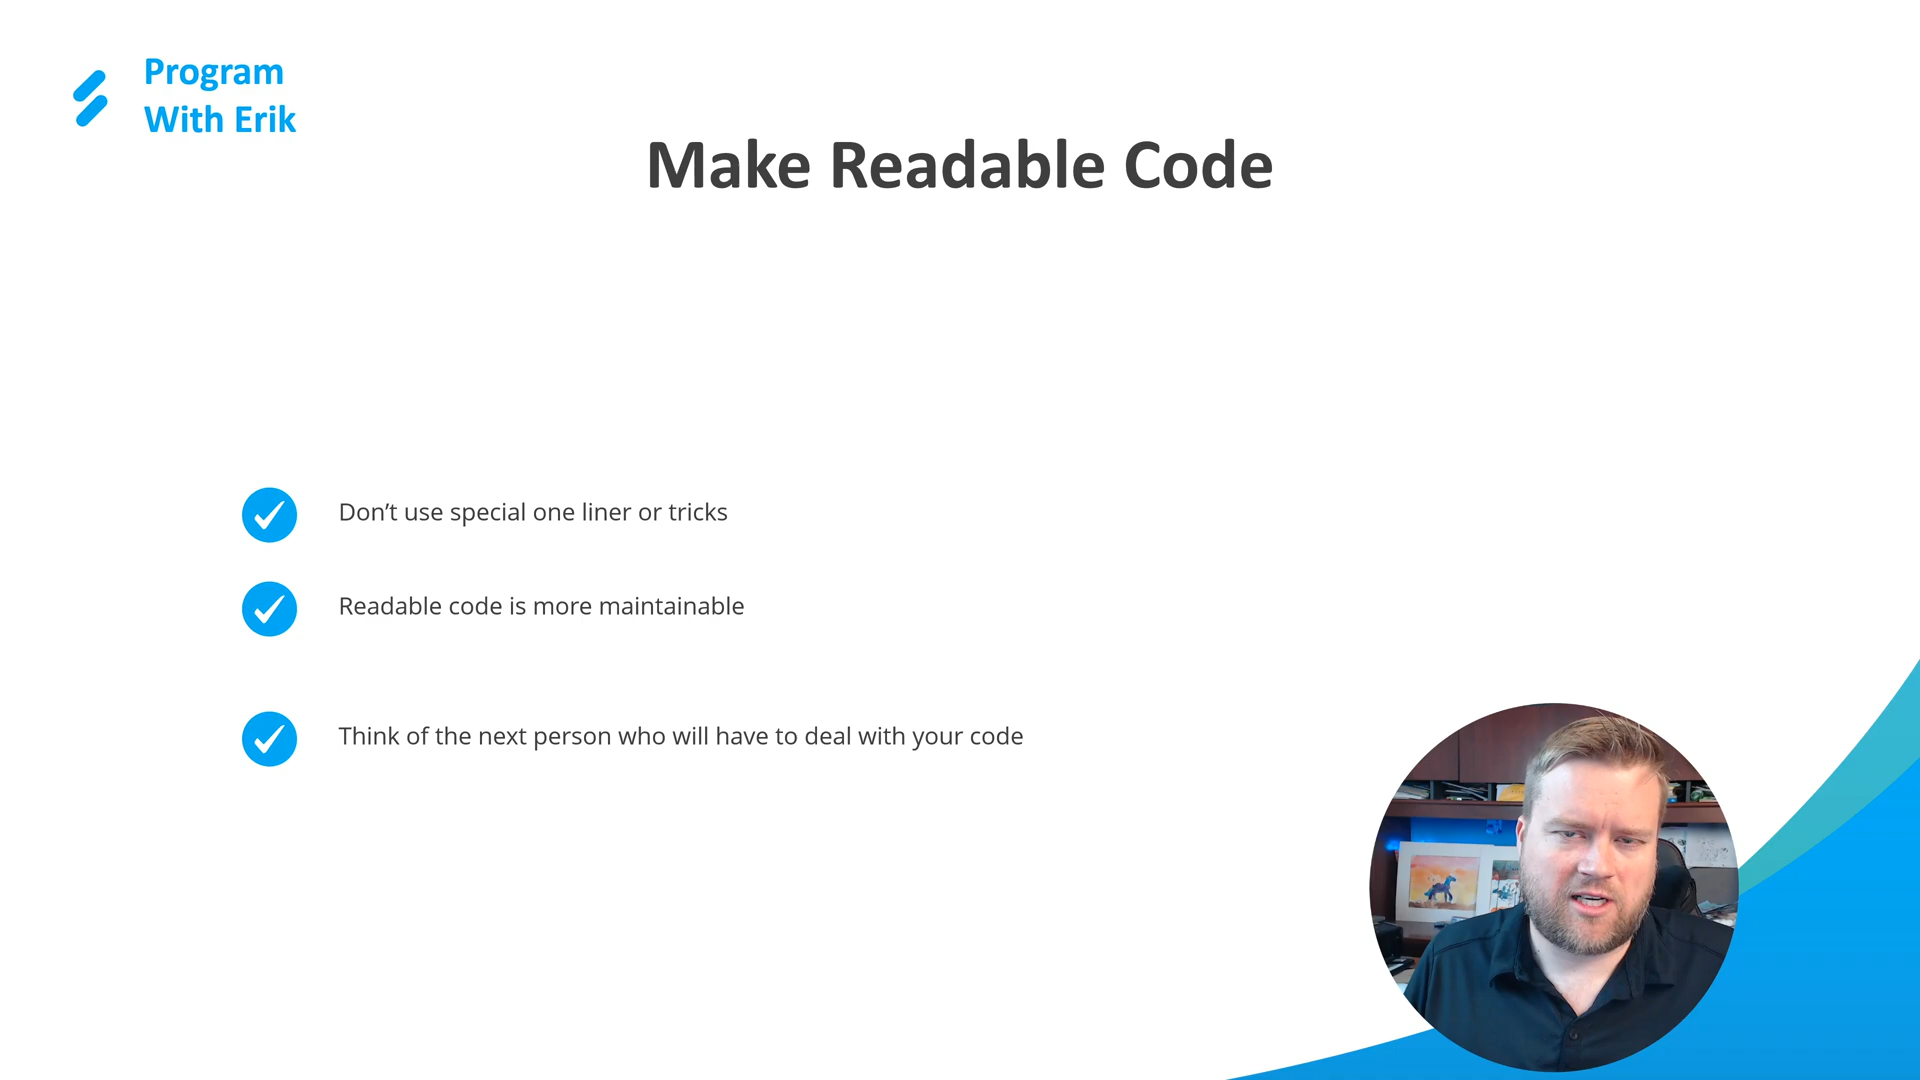 Program
With Erik
Make Readable Code
Don’t use special one liner or tricks
Readable code is more maintainable
Think of the next person who will have to deal with your code